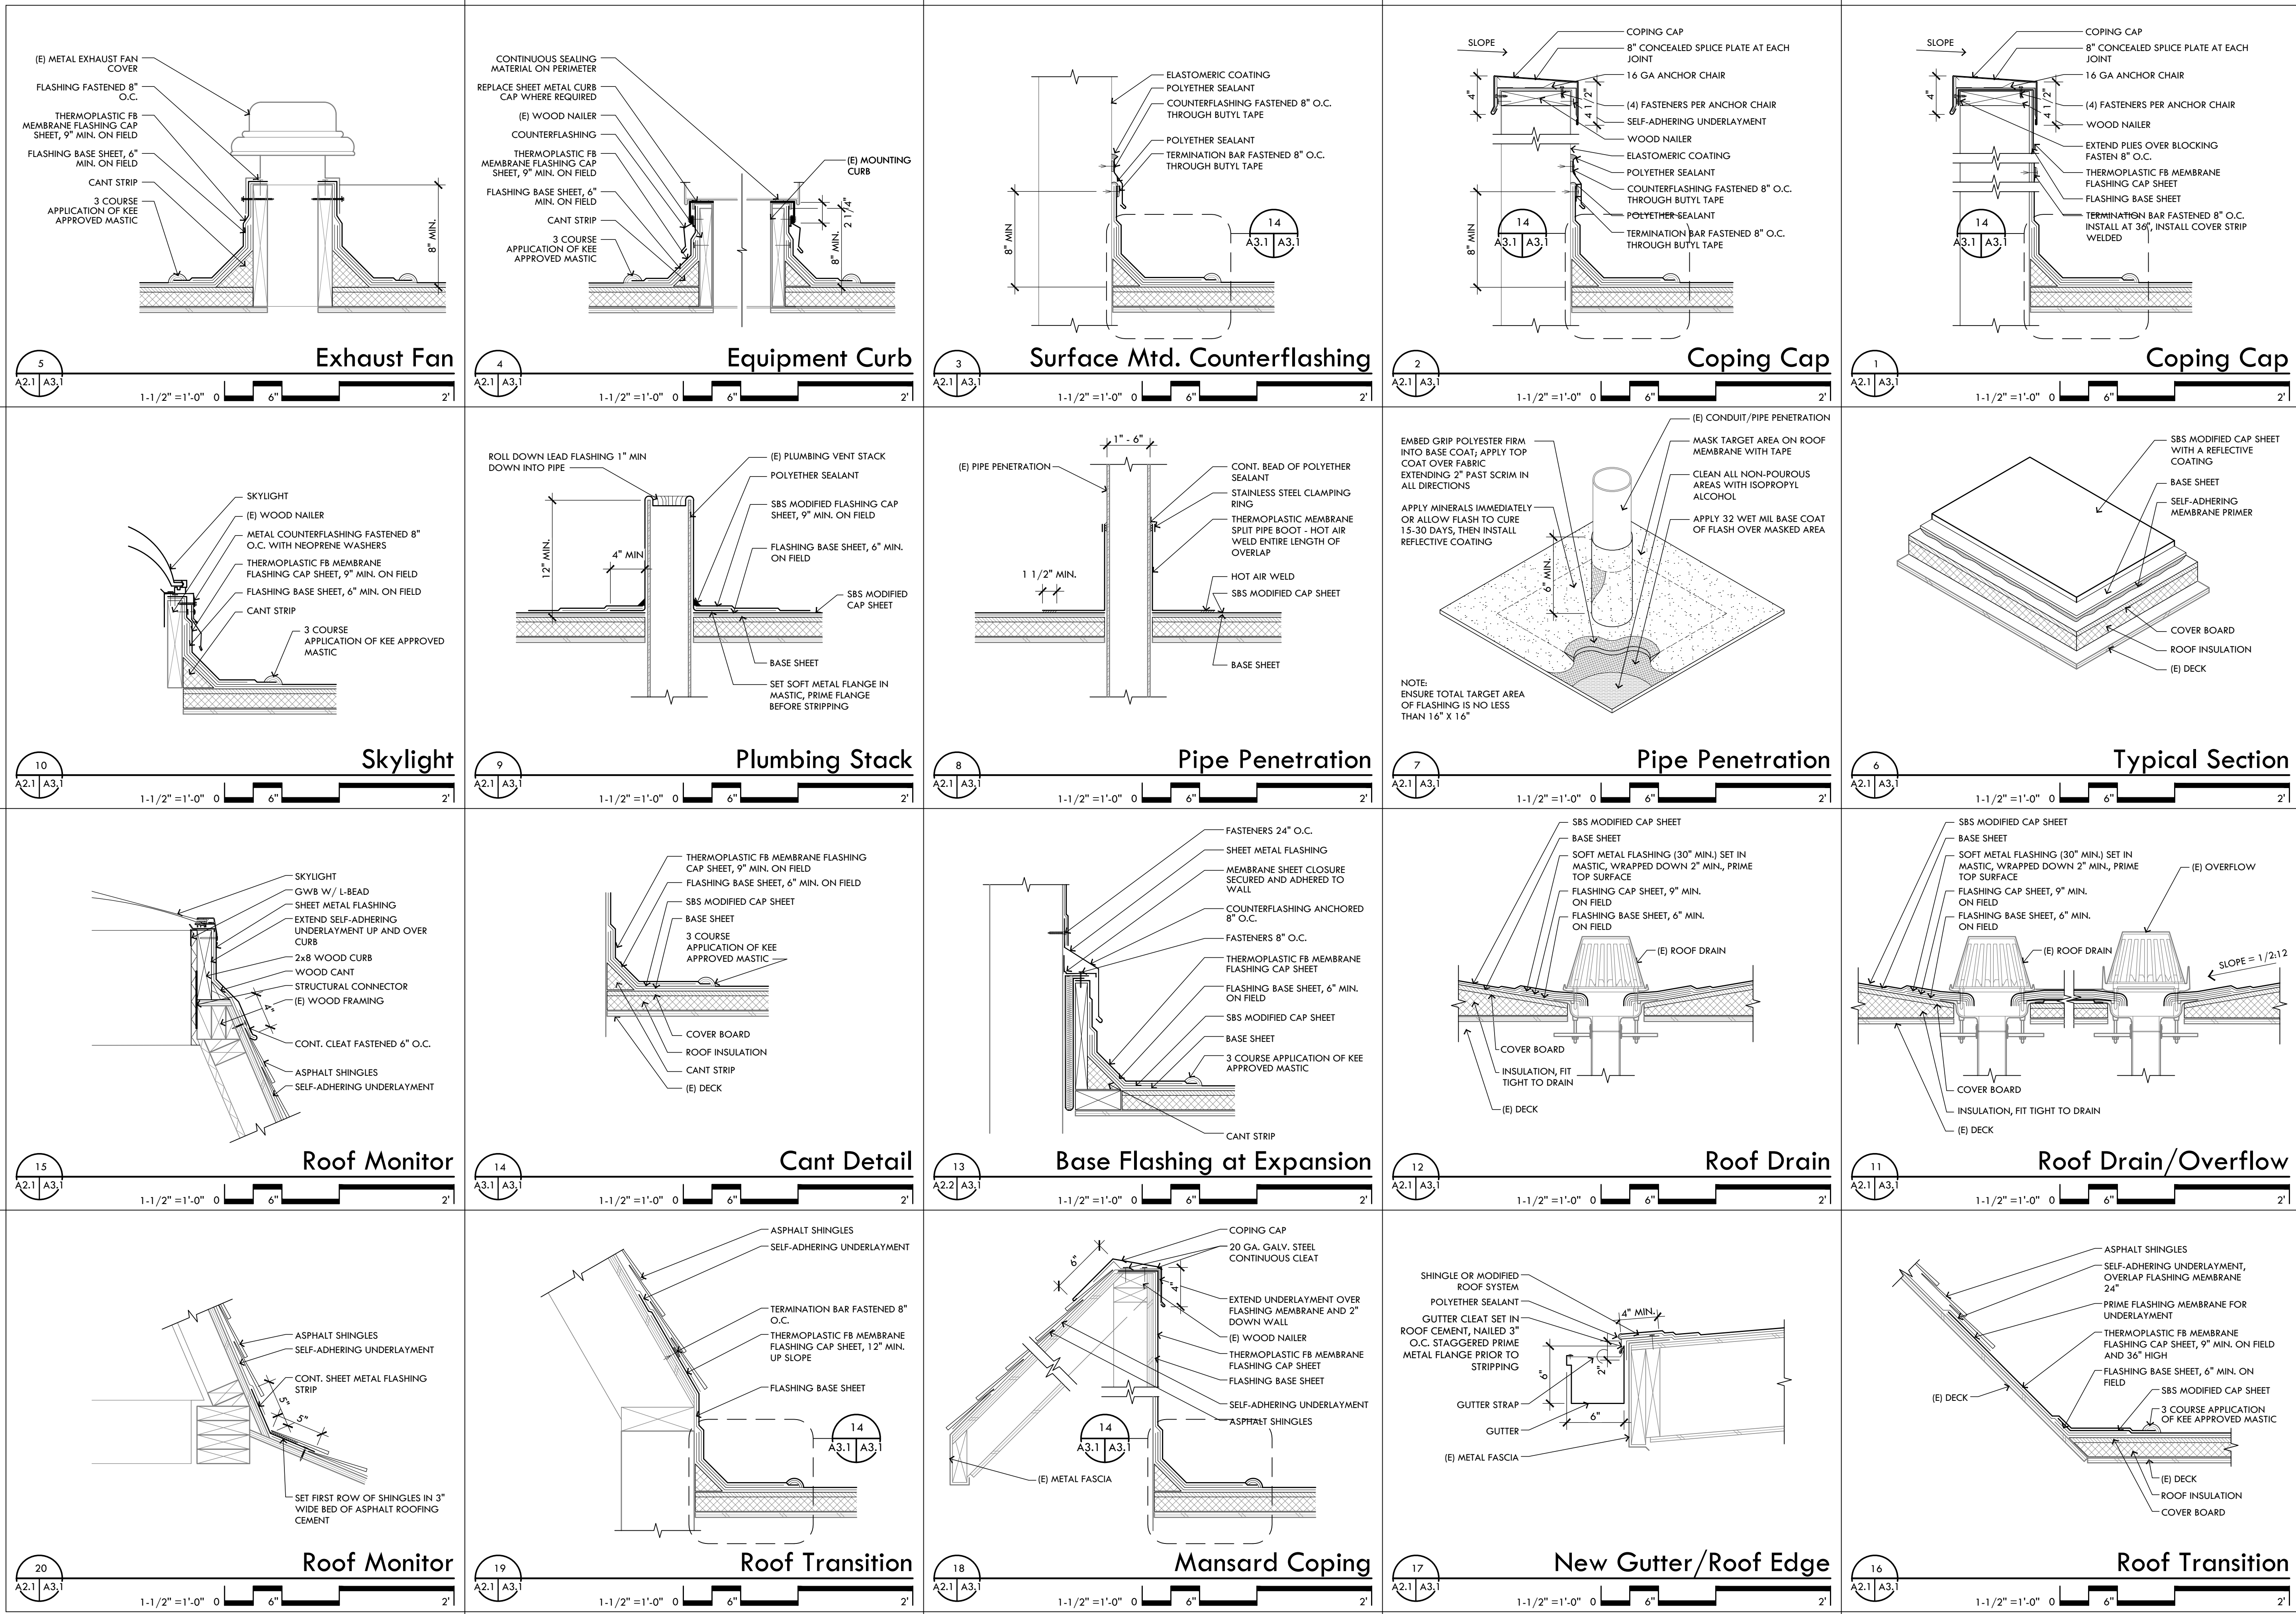 (E) METAL EXHAUST FAN
COVER
FLASHING FASTENED 8"
O.C.
THERMOPLASTIC FB
MEMBRANE FLASHING CAP
SHEET, 9" MIN. ON FIELD
FLASHING BASE SHEET, 6"
MIN. ON FIELD
CANT STRIP
3 COURSE
APPLICATION OF KEE
APPROVED MASTIC
8" MIN.
5
A2.1 A3.1
Exhaust Fan
1-1/2" =1'-0" 0 6" 2'
CONTINUOUS SEALING
MATERIAL ON PERIMETER
REPLACE SHEET METAL CURB
CAP WHERE REQUIRED
(E) WOOD NAILER
COUNTERFLASHING
THERMOPLASTIC FB
MEMBRANE FLASHING CAP
SHEET, 9" MIN. ON FIELD
FLASHING BASE SHEET, 6"
MIN. ON FIELD
CANT STRIP
3 COURSE
APPLICATION OF KEE
APPROVED MASTIC
(E) MOUNTING
CURB
2 1/4"
8" MIN.
4
A2.1 A3.1
Equipment Curb
1-1/2" =1'-0" 0 6" 2'
ELASTOMERIC COATING
POLYETHER SEALANT
COUNTERFLASHING FASTENED 8" O.C.
THROUGH BUTYL TAPE
POLYETHER SEALANT
TERMINATION BAR FASTENED 8" O.C.
THROUGH BUTYL TAPE
8" MIN
14
A3.1 A3.1
3
A2.1 A3.1
Surface Mtd. Counterflashing
1-1/2" =1'-0" 0 6" 2'
SLOPE
COPING CAP
8" CONCEALED SPLICE PLATE AT EACH
JOINT
16 GA ANCHOR CHAIR
(4) FASTENERS PER ANCHOR CHAIR
SELF-ADHERING UNDERLAYMENT
WOOD NAILER
ELASTOMERIC COATING
POLYETHER SEALANT
COUNTERFLASHING FASTENED 8" O.C.
THROUGH BUTYL TAPE
POLYETHER SEALANT
TERMINATION BAR FASTENED 8" O.C.
THROUGH BUTYL TAPE
4"
4 1/2"
8" MIN
14
A3.1 A3.1
2
A2.1 A3.1
Coping Cap
1-1/2" =1'-0" 0 6" 2'
SLOPE
COPING CAP
8" CONCEALED SPLICE PLATE AT EACH
JOINT
16 GA ANCHOR CHAIR
(4) FASTENERS PER ANCHOR CHAIR
WOOD NAILER
EXTEND PLIES OVER BLOCKING
FASTEN 8" O.C.
THERMOPLASTIC FB MEMBRANE
FLASHING CAP SHEET
FLASHING BASE SHEET
TERMINATION BAR FASTENED 8" O.C.
INSTALL AT 36", INSTALL COVER STRIP
WELDED
4"
4 1/2"
14
A3.1 A3.1
1
A2.1 A3.1
Coping Cap
1-1/2" =1'-0" 0 6" 2'
SKYLIGHT
(E) WOOD NAILER
METAL COUNTERFLASHING FASTENED 8"
O.C. WITH NEOPRENE WASHERS
THERMOPLASTIC FB MEMBRANE
FLASHING CAP SHEET, 9" MIN. ON FIELD
FLASHING BASE SHEET, 6" MIN. ON FIELD
CANT STRIP
3 COURSE
APPLICATION OF KEE APPROVED
MASTIC
10
A2.1 A3.1
Skylight
1-1/2" =1'-0" 0 6" 2'
ROLL DOWN LEAD FLASHING 1" MIN
DOWN INTO PIPE
(E) PLUMBING VENT STACK
POLYETHER SEALANT
SBS MODIFIED FLASHING CAP
SHEET, 9" MIN. ON FIELD
FLASHING BASE SHEET, 6" MIN.
ON FIELD
SBS MODIFIED
CAP SHEET
BASE SHEET
SET SOFT METAL FLANGE IN
MASTIC, PRIME FLANGE
BEFORE STRIPPING
12" MIN.
4" MIN
9
A2.1 A3.1
Plumbing Stack
1-1/2" =1'-0" 0 6" 2'
1" - 6"
(E) PIPE PENETRATION
CONT. BEAD OF POLYETHER
SEALANT
STAINLESS STEEL CLAMPING
RING
THERMOPLASTIC MEMBRANE
SPLIT PIPE BOOT - HOT AIR
WELD ENTIRE LENGTH OF
OVERLAP
1 1/2" MIN.
HOT AIR WELD
SBS MODIFIED CAP SHEET
BASE SHEET
8
A2.1 A3.1
Pipe Penetration
1-1/2" =1'-0" 0 6" 2'
EMBED GRIP POLYESTER FIRM
INTO BASE COAT; APPLY TOP
COAT OVER FABRIC
EXTENDING 2" PAST SCRIM IN
ALL DIRECTIONS
APPLY MINERALS IMMEDIATELY
OR ALLOW FLASH TO CURE
15-30 DAYS, THEN INSTALL
REFLECTIVE COATING
(E) CONDUIT/PIPE PENETRATION
MASK TARGET AREA ON ROOF
MEMBRANE WITH TAPE
CLEAN ALL NON-POUROUS
AREAS WITH ISOPROPYL
ALCOHOL
APPLY 32 WET MIL BASE COAT
OF FLASH OVER MASKED AREA
6" MIN.
NOTE:
ENSURE TOTAL TARGET AREA
OF FLASHING IS NO LESS
THAN 16" X 16"
7
A2.1 A3.1
Pipe Penetration
1-1/2" =1'-0" 0 6" 2'
SBS MODIFIED CAP SHEET
WITH A REFLECTIVE
COATING
BASE SHEET
SELF-ADHERING
MEMBRANE PRIMER
COVER BOARD
ROOF INSULATION
(E) DECK
6
A2.1 A3.1
Typical Section
1-1/2" =1'-0" 0 6" 2'
SKYLIGHT
GWB W/ L-BEAD
SHEET METAL FLASHING
EXTEND SELF-ADHERING
UNDERLAYMENT UP AND OVER
CURB
2x8 WOOD CURB
WOOD CANT
STRUCTURAL CONNECTOR
(E) WOOD FRAMING
4"
CONT. CLEAT FASTENED 6" O.C.
ASPHALT SHINGLES
SELF-ADHERING UNDERLAYMENT
15
A2.1 A3.1
Roof Monitor
1-1/2" =1'-0" 0 6" 2'
THERMOPLASTIC FB MEMBRANE FLASHING
CAP SHEET, 9" MIN. ON FIELD
FLASHING BASE SHEET, 6" MIN. ON FIELD
SBS MODIFIED CAP SHEET
BASE SHEET
3 COURSE
APPLICATION OF KEE
APPROVED MASTIC
COVER BOARD
ROOF INSULATION
CANT STRIP
(E) DECK
14
A3.1 A3.1
Cant Detail
1-1/2" =1'-0" 0 6" 2'
FASTENERS 24" O.C.
SHEET METAL FLASHING
MEMBRANE SHEET CLOSURE
SECURED AND ADHERED TO
WALL
COUNTERFLASHING ANCHORED
8" O.C.
FASTENERS 8" O.C.
THERMOPLASTIC FB MEMBRANE
FLASHING CAP SHEET
FLASHING BASE SHEET, 6" MIN.
ON FIELD
SBS MODIFIED CAP SHEET
BASE SHEET
3 COURSE APPLICATION OF KEE
APPROVED MASTIC
CANT STRIP
13
A2.2 A3.1
Base Flashing at Expansion
1-1/2" =1'-0" 0 6" 2'
SBS MODIFIED CAP SHEET
BASE SHEET
SOFT METAL FLASHING (30" MIN.) SET IN
MASTIC, WRAPPED DOWN 2" MIN., PRIME
TOP SURFACE
FLASHING CAP SHEET, 9" MIN.
ON FIELD
FLASHING BASE SHEET, 6" MIN.
ON FIELD
(E) ROOF DRAIN
COVER BOARD
INSULATION, FIT
TIGHT TO DRAIN
(E) DECK
12
A2.1 A3.1
Roof Drain
1-1/2" =1'-0" 0 6" 2'
SBS MODIFIED CAP SHEET
BASE SHEET
SOFT METAL FLASHING (30" MIN.) SET IN
MASTIC, WRAPPED DOWN 2" MIN., PRIME
TOP SURFACE
FLASHING CAP SHEET, 9" MIN.
ON FIELD
FLASHING BASE SHEET, 6" MIN.
ON FIELD
(E) OVERFLOW
(E) ROOF DRAIN
SLOPE = 1/2:12
COVER BOARD
INSULATION, FIT TIGHT TO DRAIN
(E) DECK
11
A2.1 A3.1
Roof Drain/Overflow
1-1/2" =1'-0" 0 6" 2'
ASPHALT SHINGLES
SELF-ADHERING UNDERLAYMENT
CONT. SHEET METAL FLASHING
STRIP
5"
5"
SET FIRST ROW OF SHINGLES IN 3"
WIDE BED OF ASPHALT ROOFING
CEMENT
20
A2.1 A3.1
Roof Monitor
1-1/2" =1'-0" 0 6" 2'
ASPHALT SHINGLES
SELF-ADHERING UNDERLAYMENT
TERMINATION BAR FASTENED 8"
O.C.
THERMOPLASTIC FB MEMBRANE
FLASHING CAP SHEET, 12" MIN.
UP SLOPE
FLASHING BASE SHEET
14
A3.1 A3.1
19
A2.1 A3.1
Roof Transition
1-1/2" =1'-0" 0 6" 2'
COPING CAP
20 GA. GALV. STEEL
CONTINUOUS CLEAT
6"
4"
EXTEND UNDERLAYMENT OVER
FLASHING MEMBRANE AND 2"
DOWN WALL
(E) WOOD NAILER
THERMOPLASTIC FB MEMBRANE
FLASHING CAP SHEET
FLASHING BASE SHEET
SELF-ADHERING UNDERLAYMENT
ASPHALT SHINGLES
14
A3.1 A3.1
(E) METAL FASCIA
18
A2.1 A3.1
Mansard Coping
1-1/2" =1'-0" 0 6" 2'
SHINGLE OR MODIFIED
ROOF SYSTEM
POLYETHER SEALANT
GUTTER CLEAT SET IN
ROOF CEMENT, NAILED 3"
O.C. STAGGERED PRIME
METAL FLANGE PRIOR TO
STRIPPING
4" MIN.
6"
2"
6"
GUTTER STRAP
GUTTER
(E) METAL FASCIA
17
A2.1 A3.1
New Gutter/Roof Edge
1-1/2" =1'-0" 0 6" 2'
ASPHALT SHINGLES
SELF-ADHERING UNDERLAYMENT,
OVERLAP FLASHING MEMBRANE
24"
PRIME FLASHING MEMBRANE FOR
UNDERLAYMENT
THERMOPLASTIC FB MEMBRANE
FLASHING CAP SHEET, 9" MIN. ON FIELD
AND 36" HIGH
FLASHING BASE SHEET, 6" MIN. ON
FIELD
SBS MODIFIED CAP SHEET
3 COURSE APPLICATION
OF KEE APPROVED MASTIC
(E) DECK
(E) DECK
ROOF INSULATION
COVER BOARD
16
A2.1 A3.1
Roof Transition
1-1/2" =1'-0" 0 6" 2'